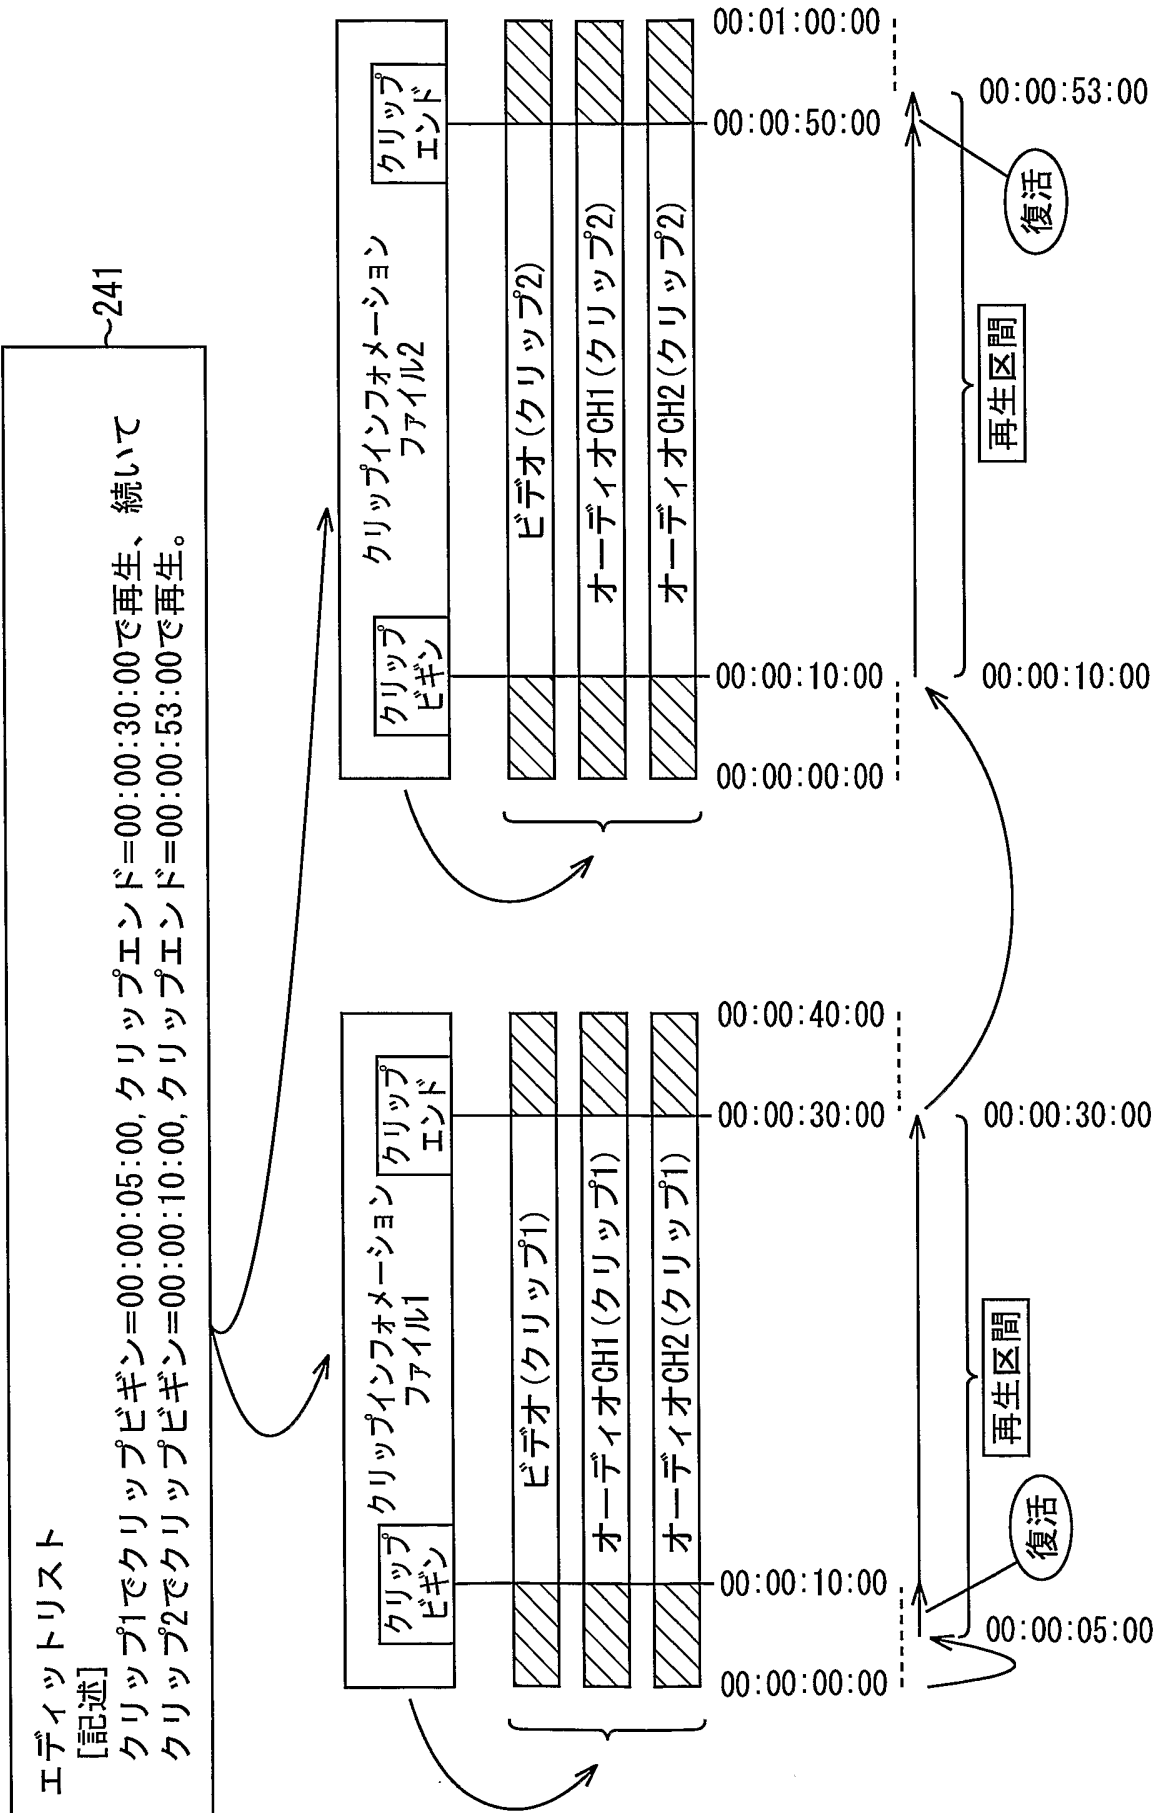 エディットリスト
[記述]
クリップ1でクリップビギン=00:00:05:00,クリップエンド=00:00:30:00で再生、続いて
クリップ2でクリップビギン=00:00:10:00,クリップエンド=00:00:53:00で再生。
241
クリップインフォメーション
ファイル1
クリップ
ビギン
クリップ
エンド
ビデオ(クリップ1)
オーディオCH1(クリップ1)
オーディオCH2(クリップ1)
00:00:00:00
00:00:10:00
00:00:30:00
00:00:40:00
00:00:05:00
復活
再生区間
00:00:30:00
クリップインフォメーション
ファイル2
クリップ
ビギン
クリップ
エンド
ビデオ(クリップ2)
オーディオCH1(クリップ2)
オーディオCH2(クリップ2)
00:00:00:00
00:00:10:00
00:00:50:00
00:01:00:00
00:00:10:00
再生区間
復活
00:00:53:00